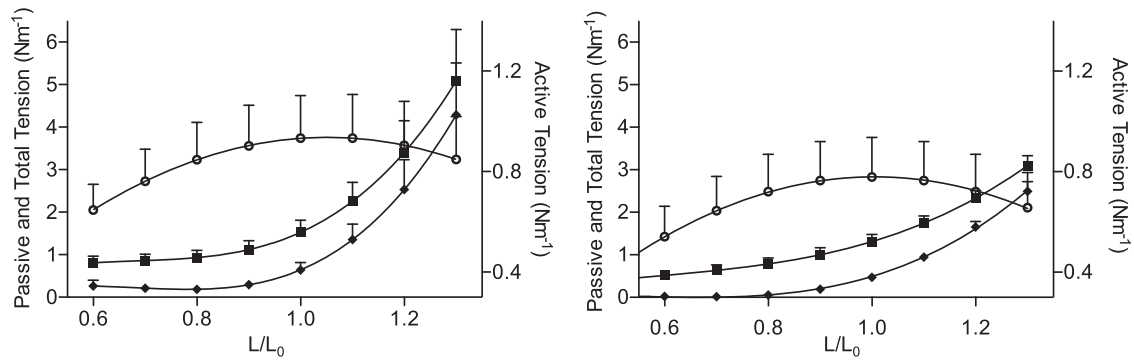 Passive and Total Tension (Nm-1)
6
5
4
3
2
1
0
0.6 0.8 1.0 1.2
L/L0
1.2
0.8
0.4
Active Tension (Nm-1)
Passive and Total Tension (Nm-1)
6
5
4
3
2
1
0
0.6 0.8 1.0 1.2
L/L0
1.2
0.8
0.4
Active Tension (Nm-1)